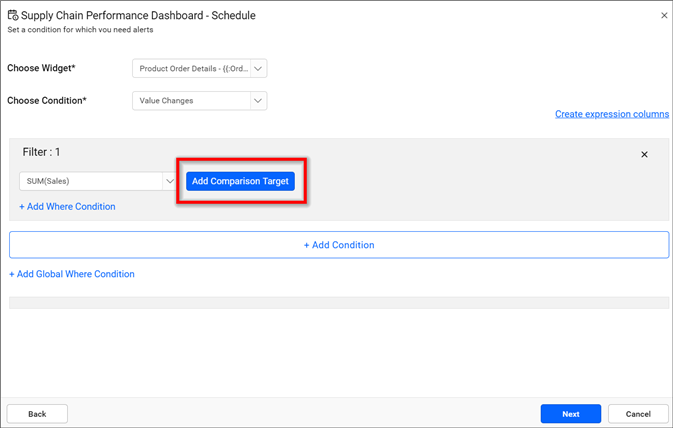 Supply Chain Performance Dashboard - Schedule
Set a condition for which you need alerts
Choose Widget*
Product Order Details - {{:Ord...
Choose Condition*
Value Changes
Create expression columns
Filter : 1
SUM(Sales)
Add Comparison Target
+ Add Where Condition
+ Add Condition
+ Add Global Where Condition
Back
Next
Cancel